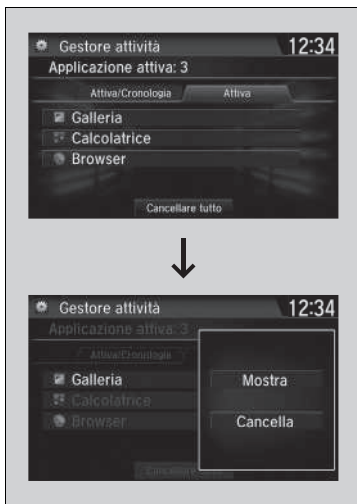 Gestore attività 12:34
Applicazione attiva: 3
Attiva/Cronologia Attiva
Galleria
Calcolatrice
Browser
Cancellare tutto
Gestore attività 12:34
Applicazione attiva: 3
Attiva/Cronologia
Galleria Mostra
Calcolatrice
Browser Cancella
Cancellare